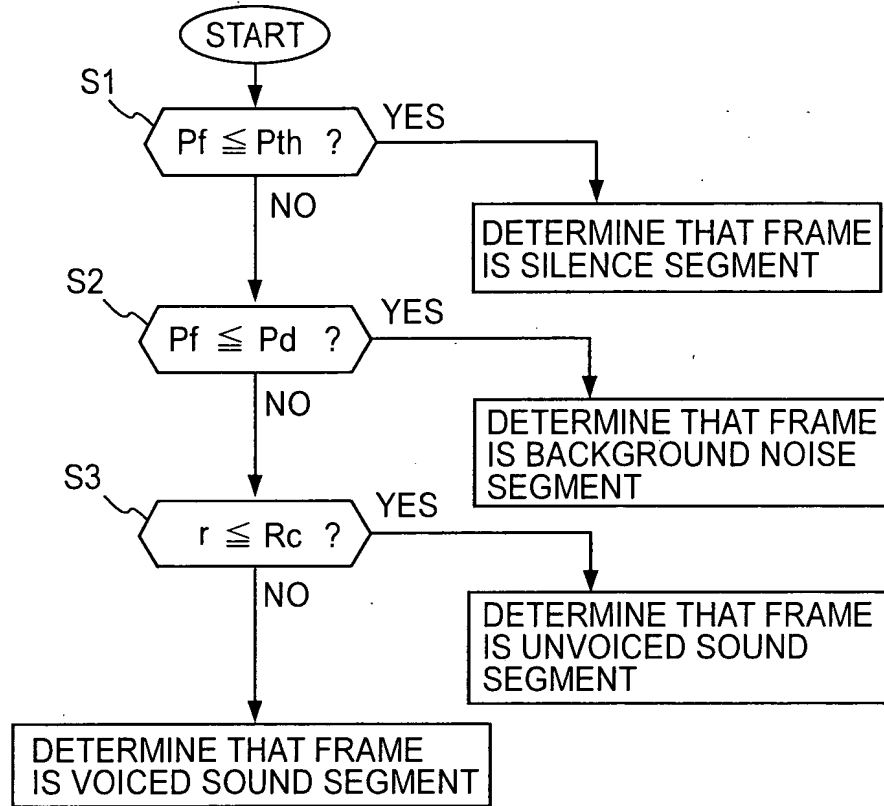 START
S1
Pf ≦ Pth ?
YES
NO
DETERMINE THAT FRAME
IS SILENCE SEGMENT
S2
Pf ≦ Pd ?
YES
NO
DETERMINE THAT FRAME
IS BACKGROUND NOISE
SEGMENT
S3
r ≦ Rc ?
YES
NO
DETERMINE THAT FRAME
IS UNVOICED SOUND
SEGMENT
DETERMINE THAT FRAME
IS VOICED SOUND SEGMENT